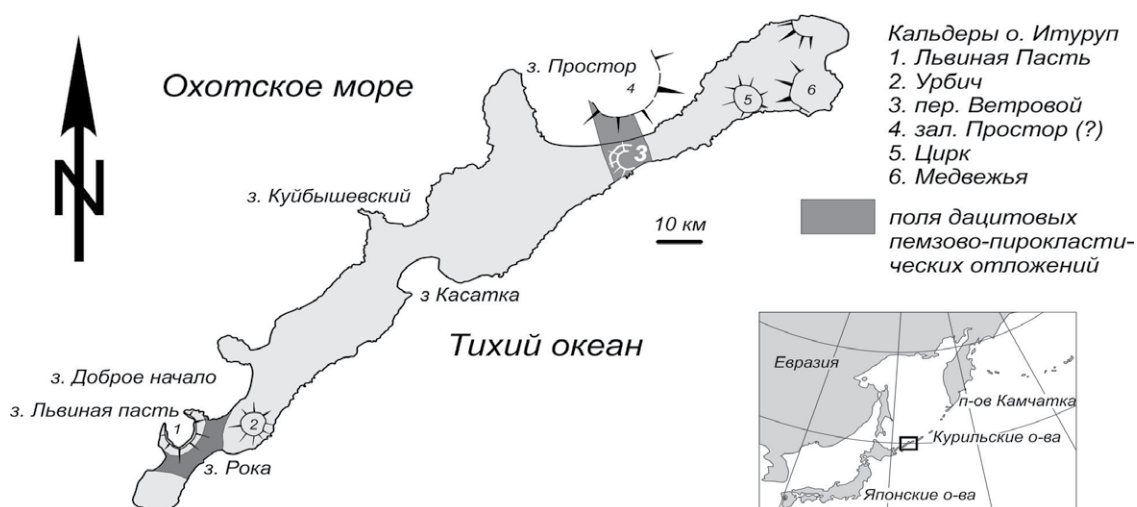 з. Простор
4
Охотское море
N
з. Куйбышевский
3
5
6
10 км
з Касатка
Тихий океан
з. Доброе начало
з. Львиная пасть
1
2
з. Рока
Кальдеры о. Итуруп
1. Львиная Пасть
2. Урбич
3. пер. Ветровой
4. зал. Простор (?)
5. Цирк
6. Медвежья
поля дацитовых
пемзово-пирокласти-
ческих отложений
Евразия
п-ов Камчатка
Курильские о-ва
Японские о-ва